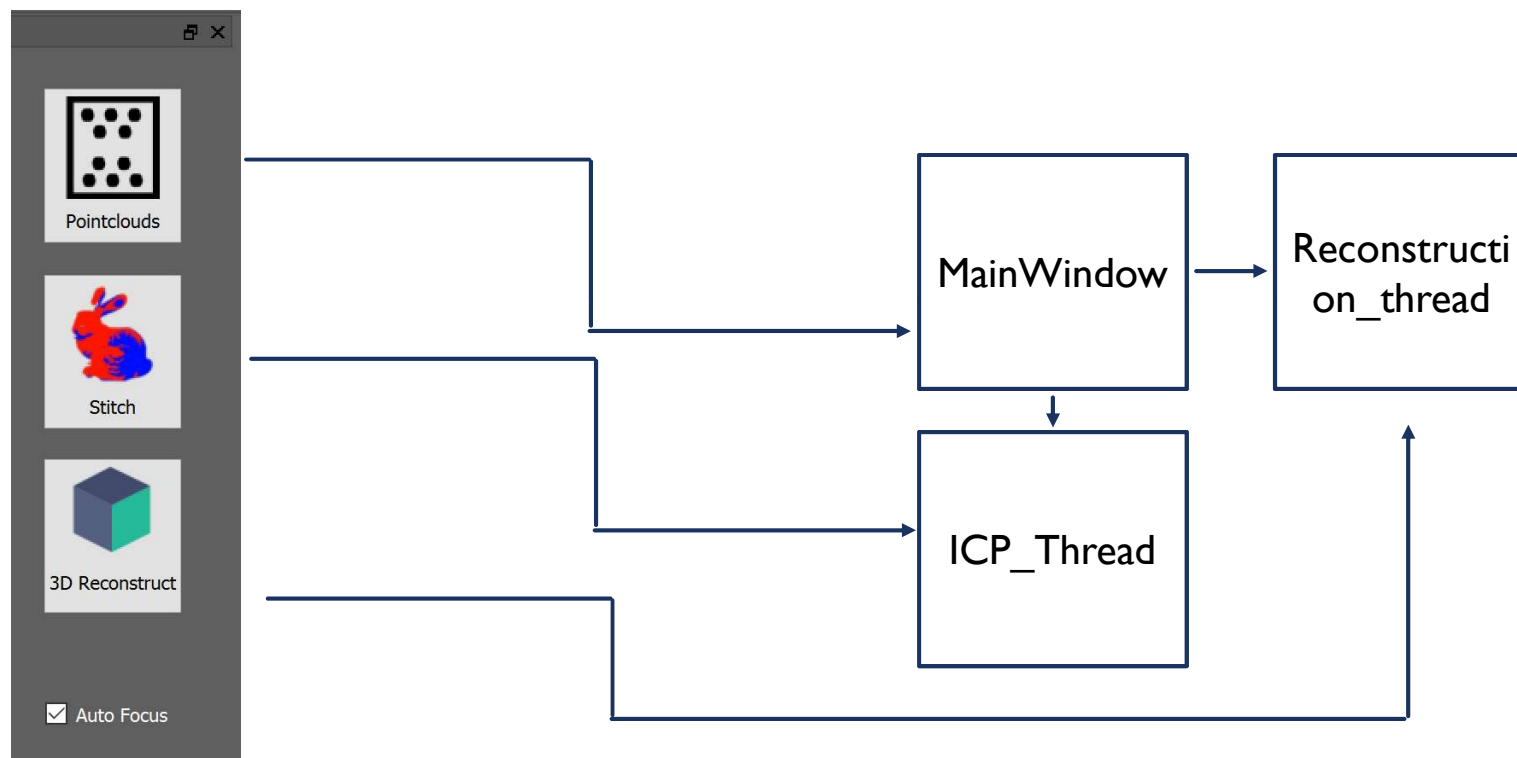 Pointclouds
Stitch
3D Reconstruct
Auto Focus
MainWindow
Reconstructi
on_thread
ICP_Thread